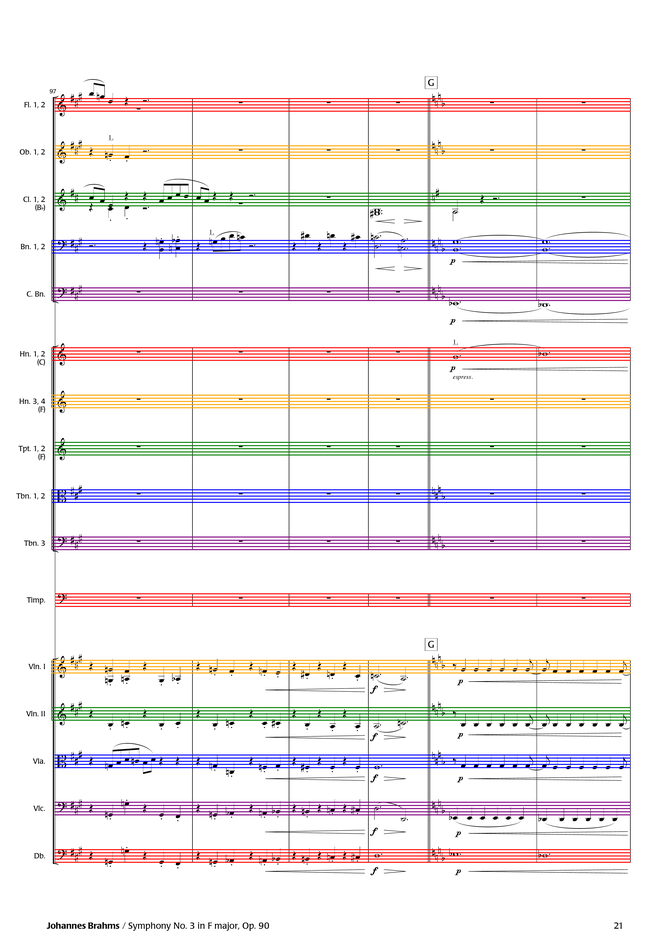 G
97
Fl. 1, 2
Ob. 1, 2
L
Cl. 1, 2
(B♭)
L
Bn. 1, 2
p
C. Bn.
p
L
Hn. 1, 2
(C)
p
espress.
Hn. 3, 4
(F)
Tpt. 1, 2
(F)
Tbn. 1, 2
Tbn. 3
Timp.
G
Vln. I
f p
Vln. II
f p
Vla.
f p
Vlc.
f p
Db.
f p
Johannes Brahms / Symphony No. 3 in F major, Op. 90 21